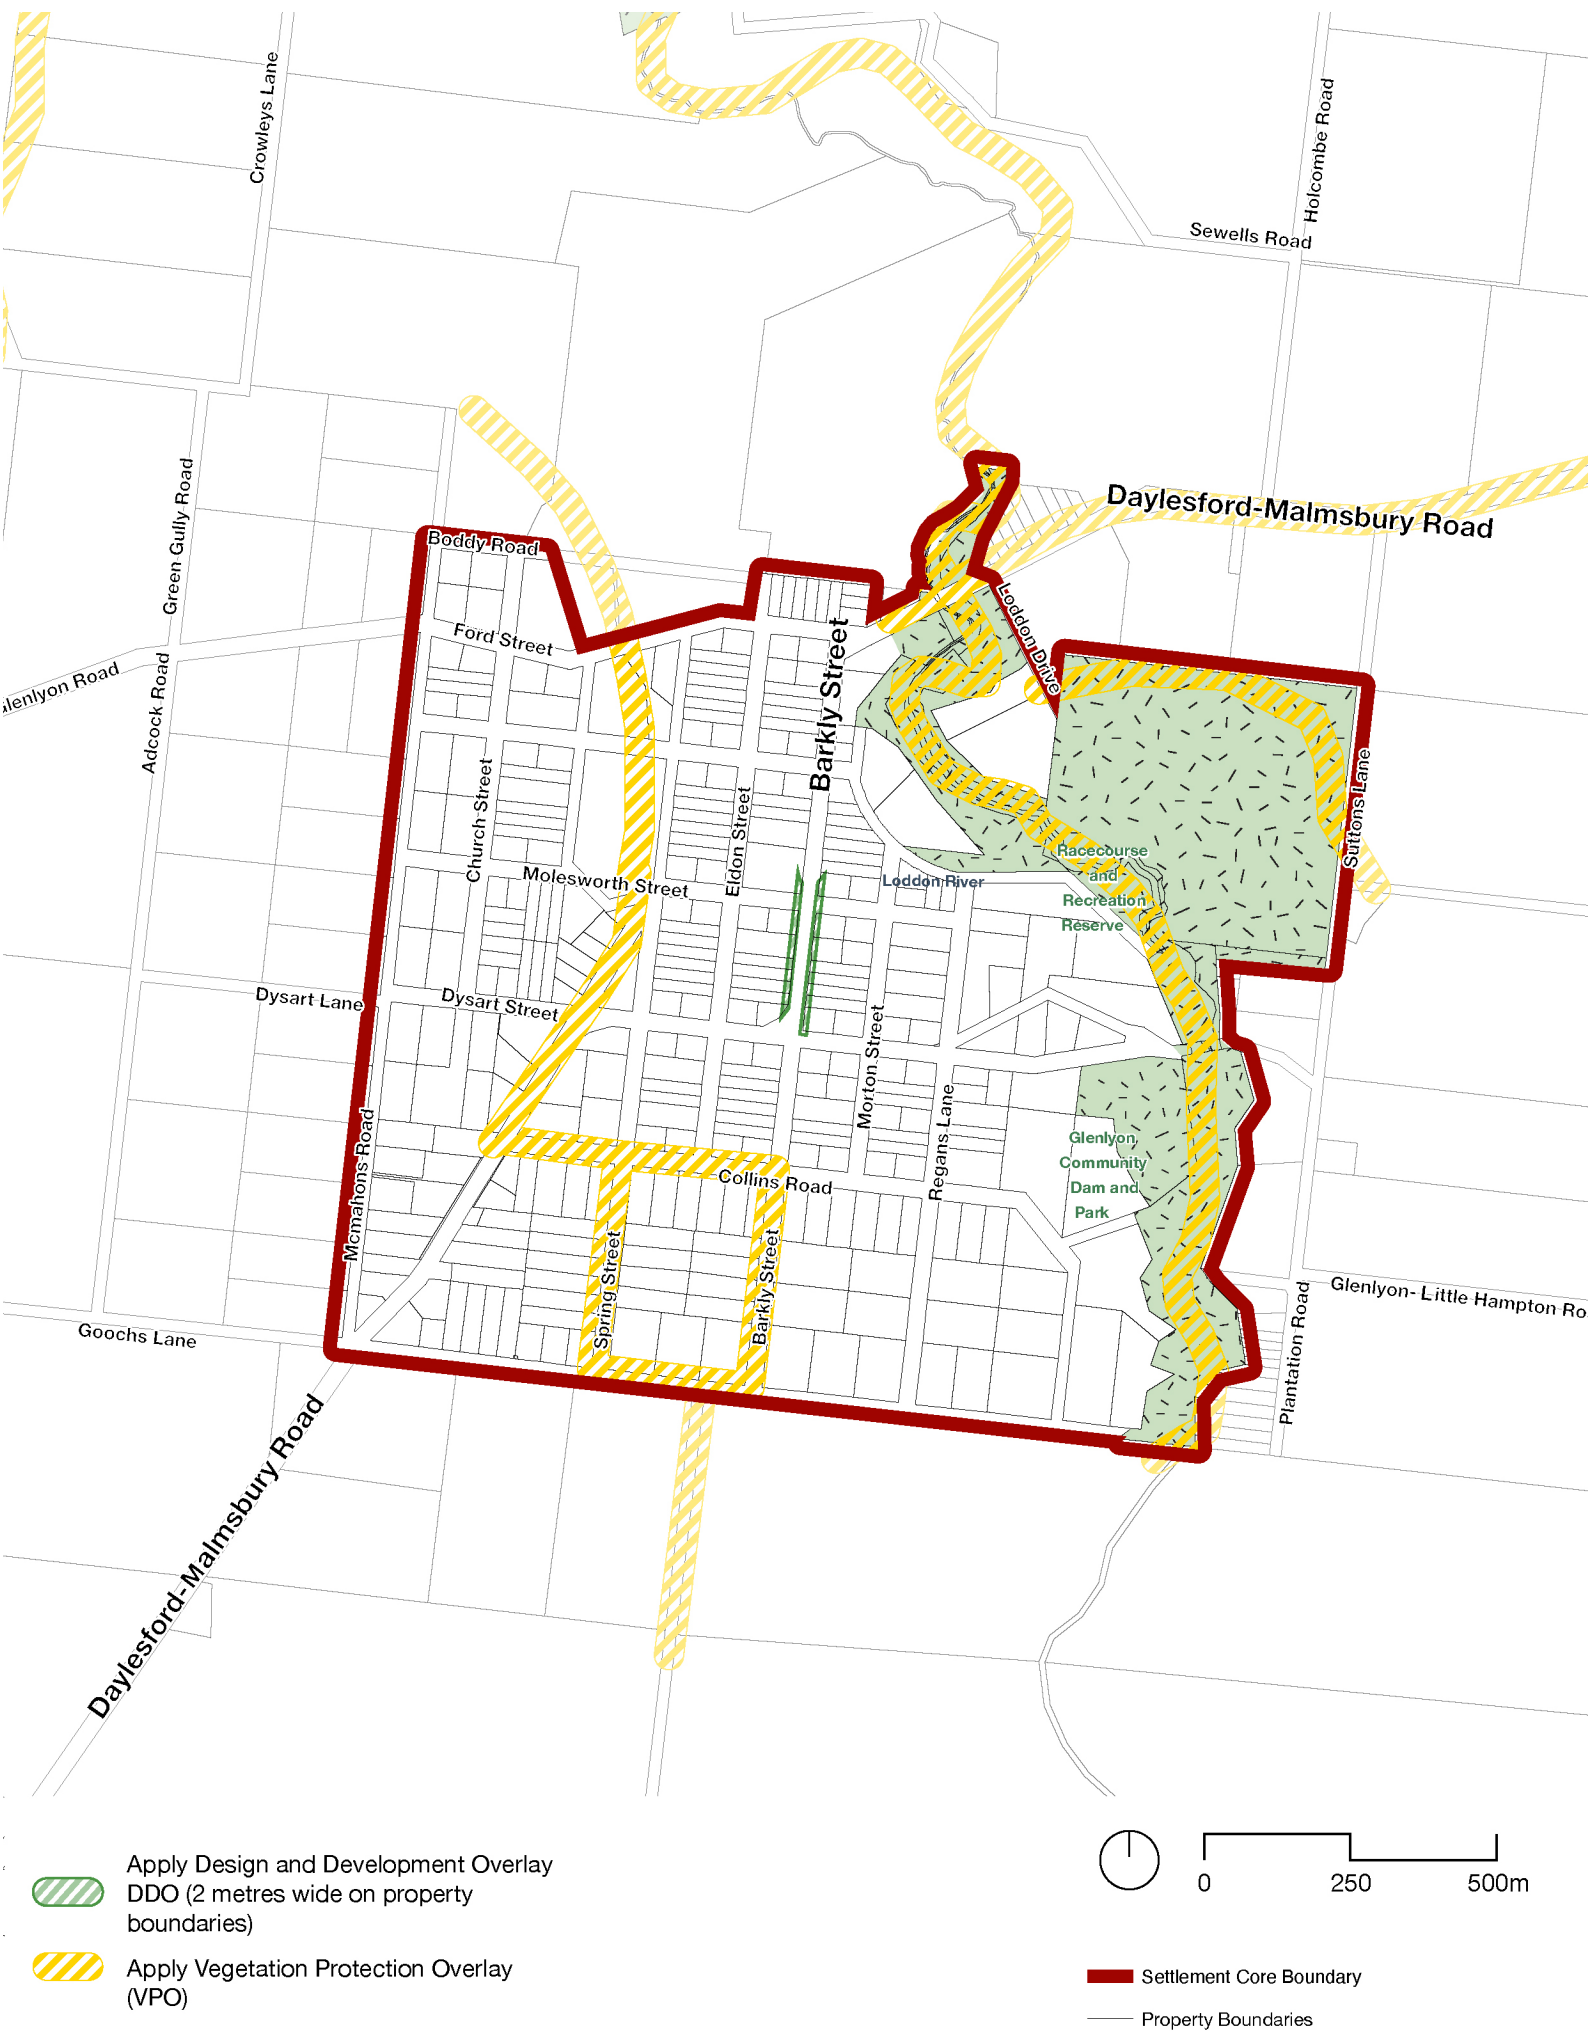 Crowleys Lane
Holcombe Road
Sewells Road
Daylesford-Malmsbury Road
Green Gully Road
Boddy Road
Loddon Drive
Ford Street
Glenlyon Road
Adcock Road
Barkly Street
Suttons Lane
Church Street
Eldon Street
Molesworth Street
Loddon River
Racecourse
and
Recreation
Reserve
Dysart Lane
Dysart Street
Morton Street
Regans Lane
Mcmahons Road
Glenlyon
Community
Dam and
Park
Collins Road
Spring Street
Barkly Street
Goochs Lane
Plantation Road
Glenlyon- Little Hampton Ro
Daylesford-Malmsbury Road
Apply Design and Development Overlay
DDO (2 metres wide on property
boundaries)
Apply Vegetation Protection Overlay
(VPO)
0 250 500m
Settlement Core Boundary
Property Boundaries